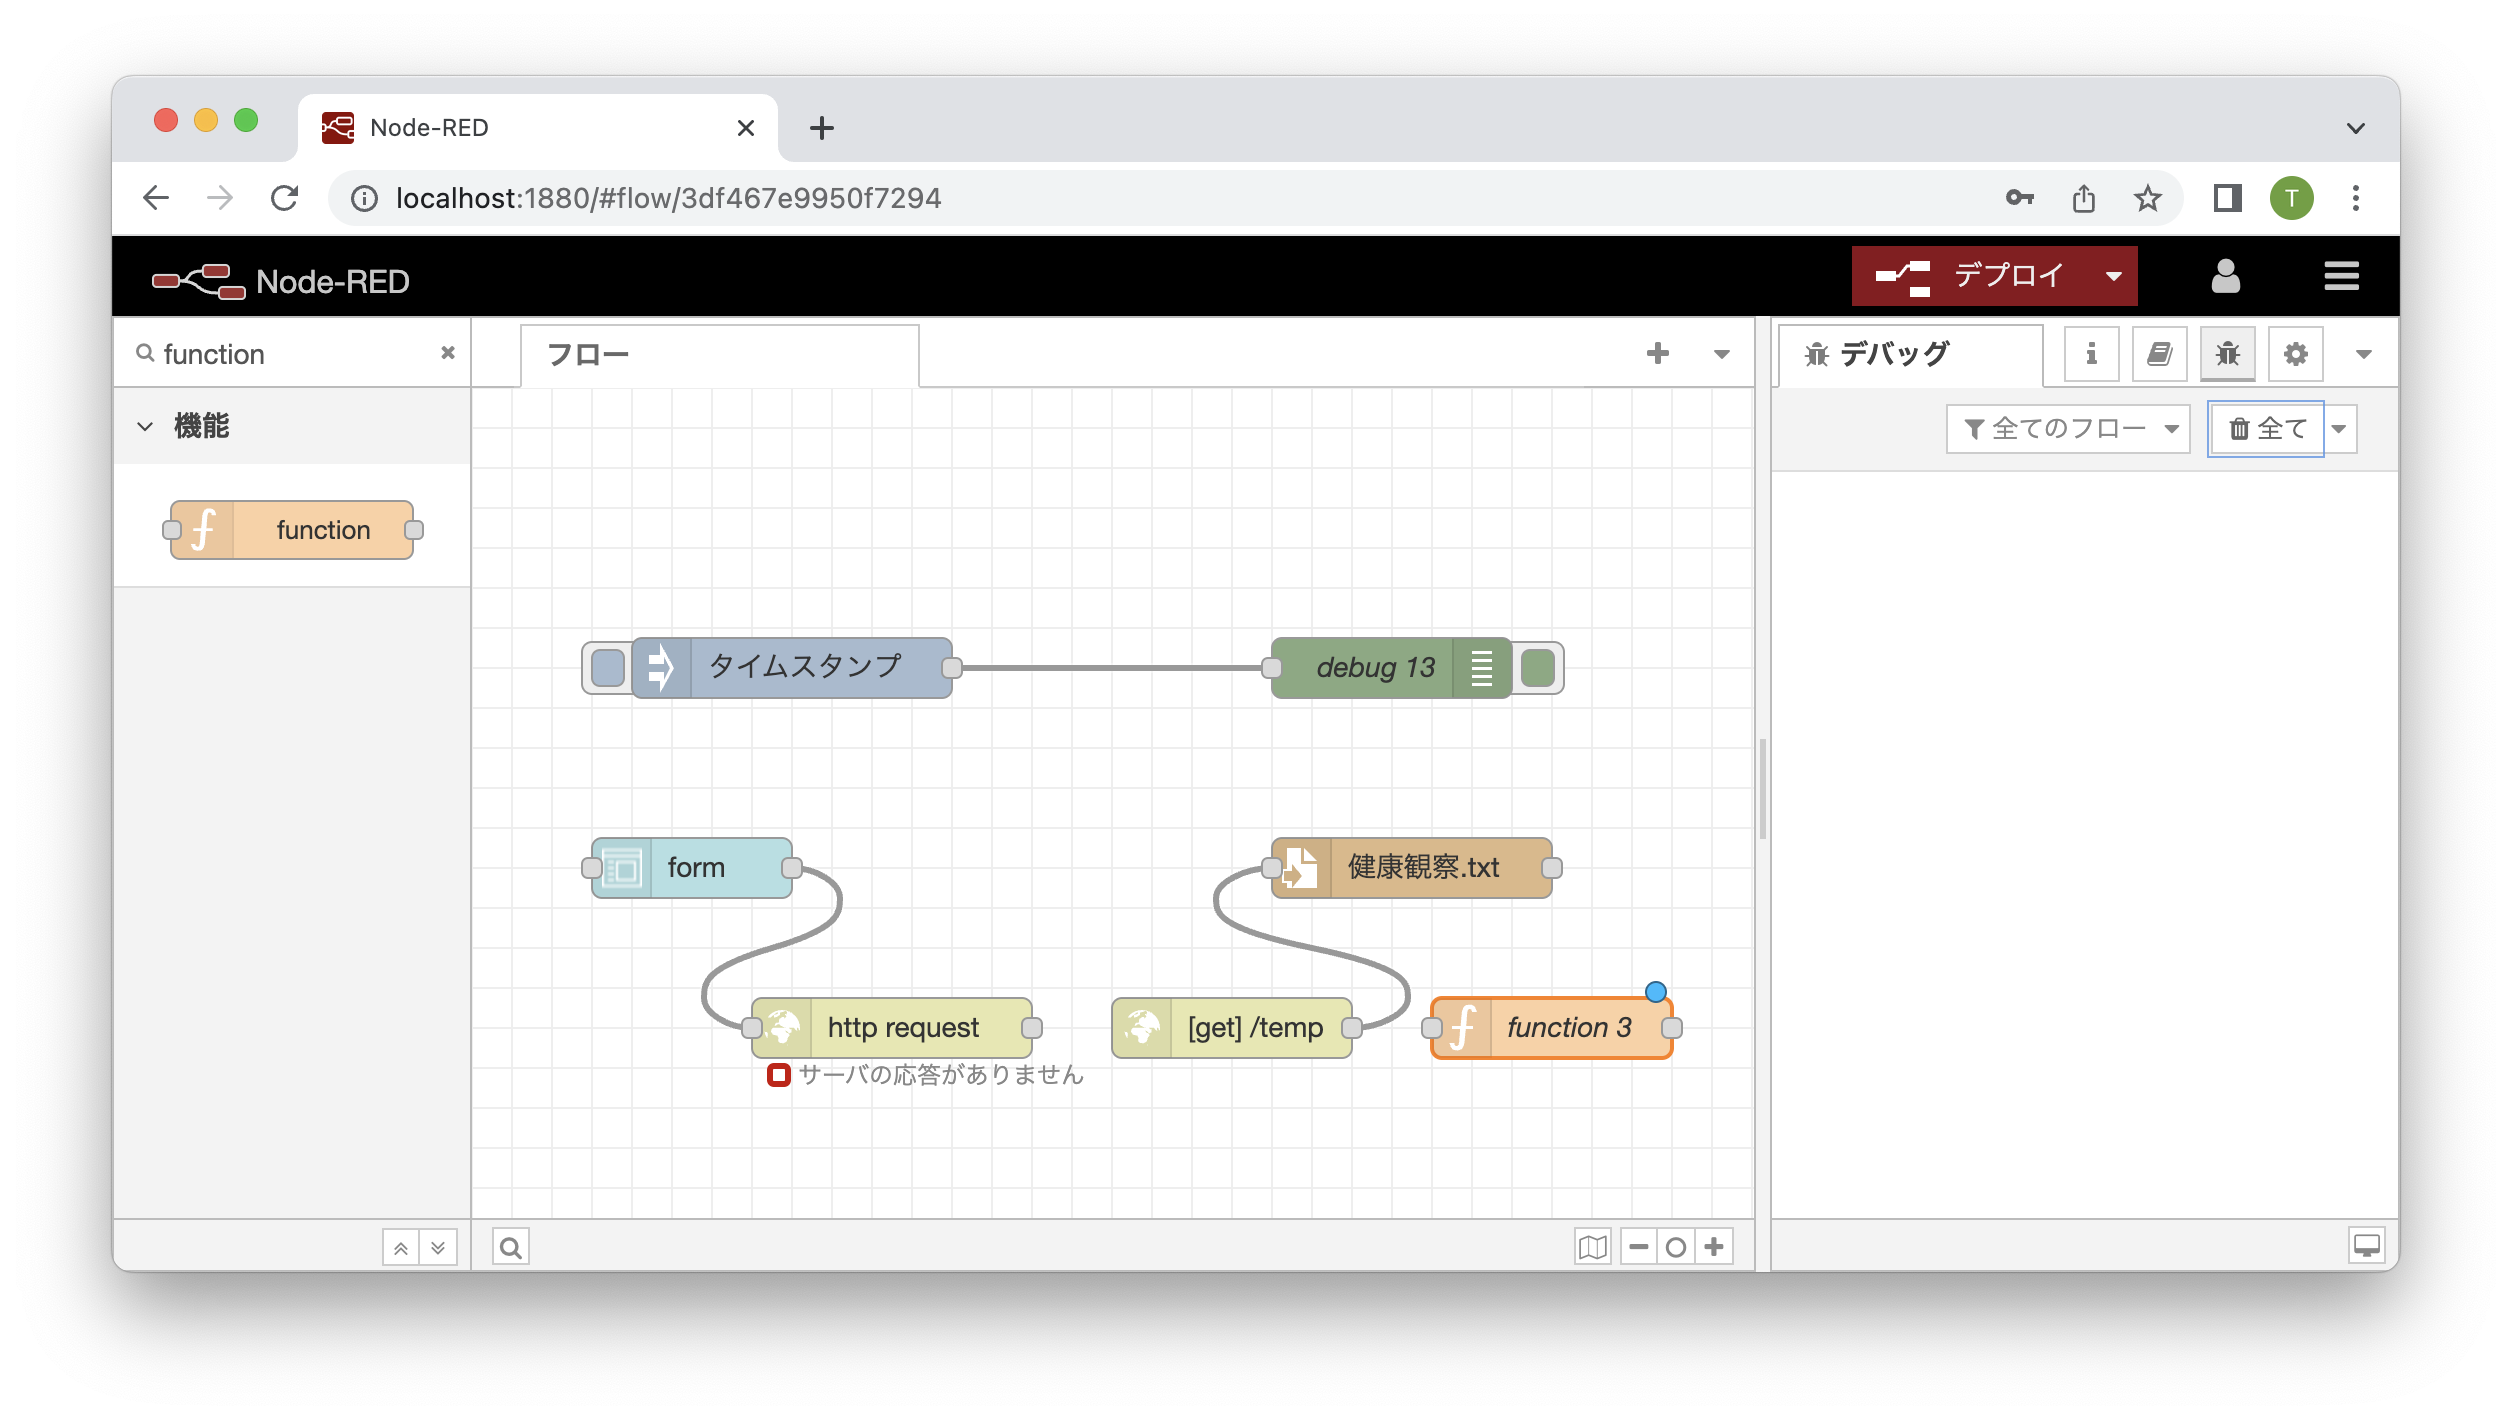 Node-RED
localhost:1880/#flow/3df467e9950f7294
T
Node-RED
デプロイ
function
フロー
デバッグ
機能
全てのフロー
全て
function
タイムスタンプ
debug 13
form
健康観察.txt
http request
[get] /temp
function 3
サーバの応答がありません